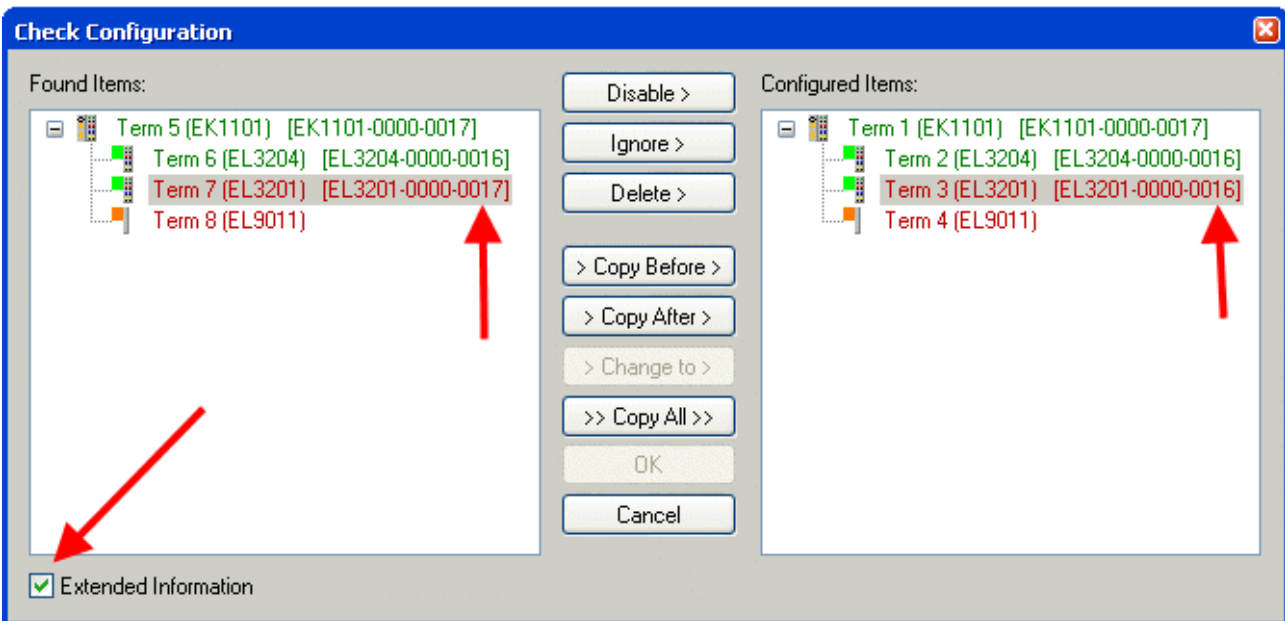 Check Configuration
Found Items:
Term 5 (EK1101) [EK1101-0000-0017]
Term 6 (EL3204) [EL3204-0000-0016]
Term 7 (EL3201) [EL3201-0000-0017]
Term 8 (EL9011)
Disable >
Ignore >
Delete >
> Copy Before >
> Copy After >
> Change to >
>> Copy All >>
OK
Cancel
Configured Items:
Term 1 (EK1101) [EK1101-0000-0017]
Term 2 (EL3204) [EL3204-0000-0016]
Term 3 (EL3201) [EL3201-0000-0016]
Term 4 (EL9011)
Extended Information